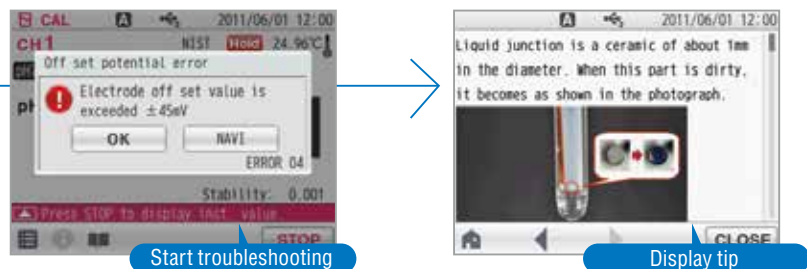 CAL A 2011/06/01 12:00
CH1 NIST Hold 24.96℃
Off set potential error
Electrode off set value is
exceeded ±45mV
OK NAVI
ERROR 04
Stability: 0.001
Press STOP to display inst value
STOP
Start troubleshooting
A 2011/06/01 12:00
Liquid junction is a ceramic of about 1mm
in the diameter. When this part is dirty,
it becomes as shown in the photograph.
CLOSE
Display tip